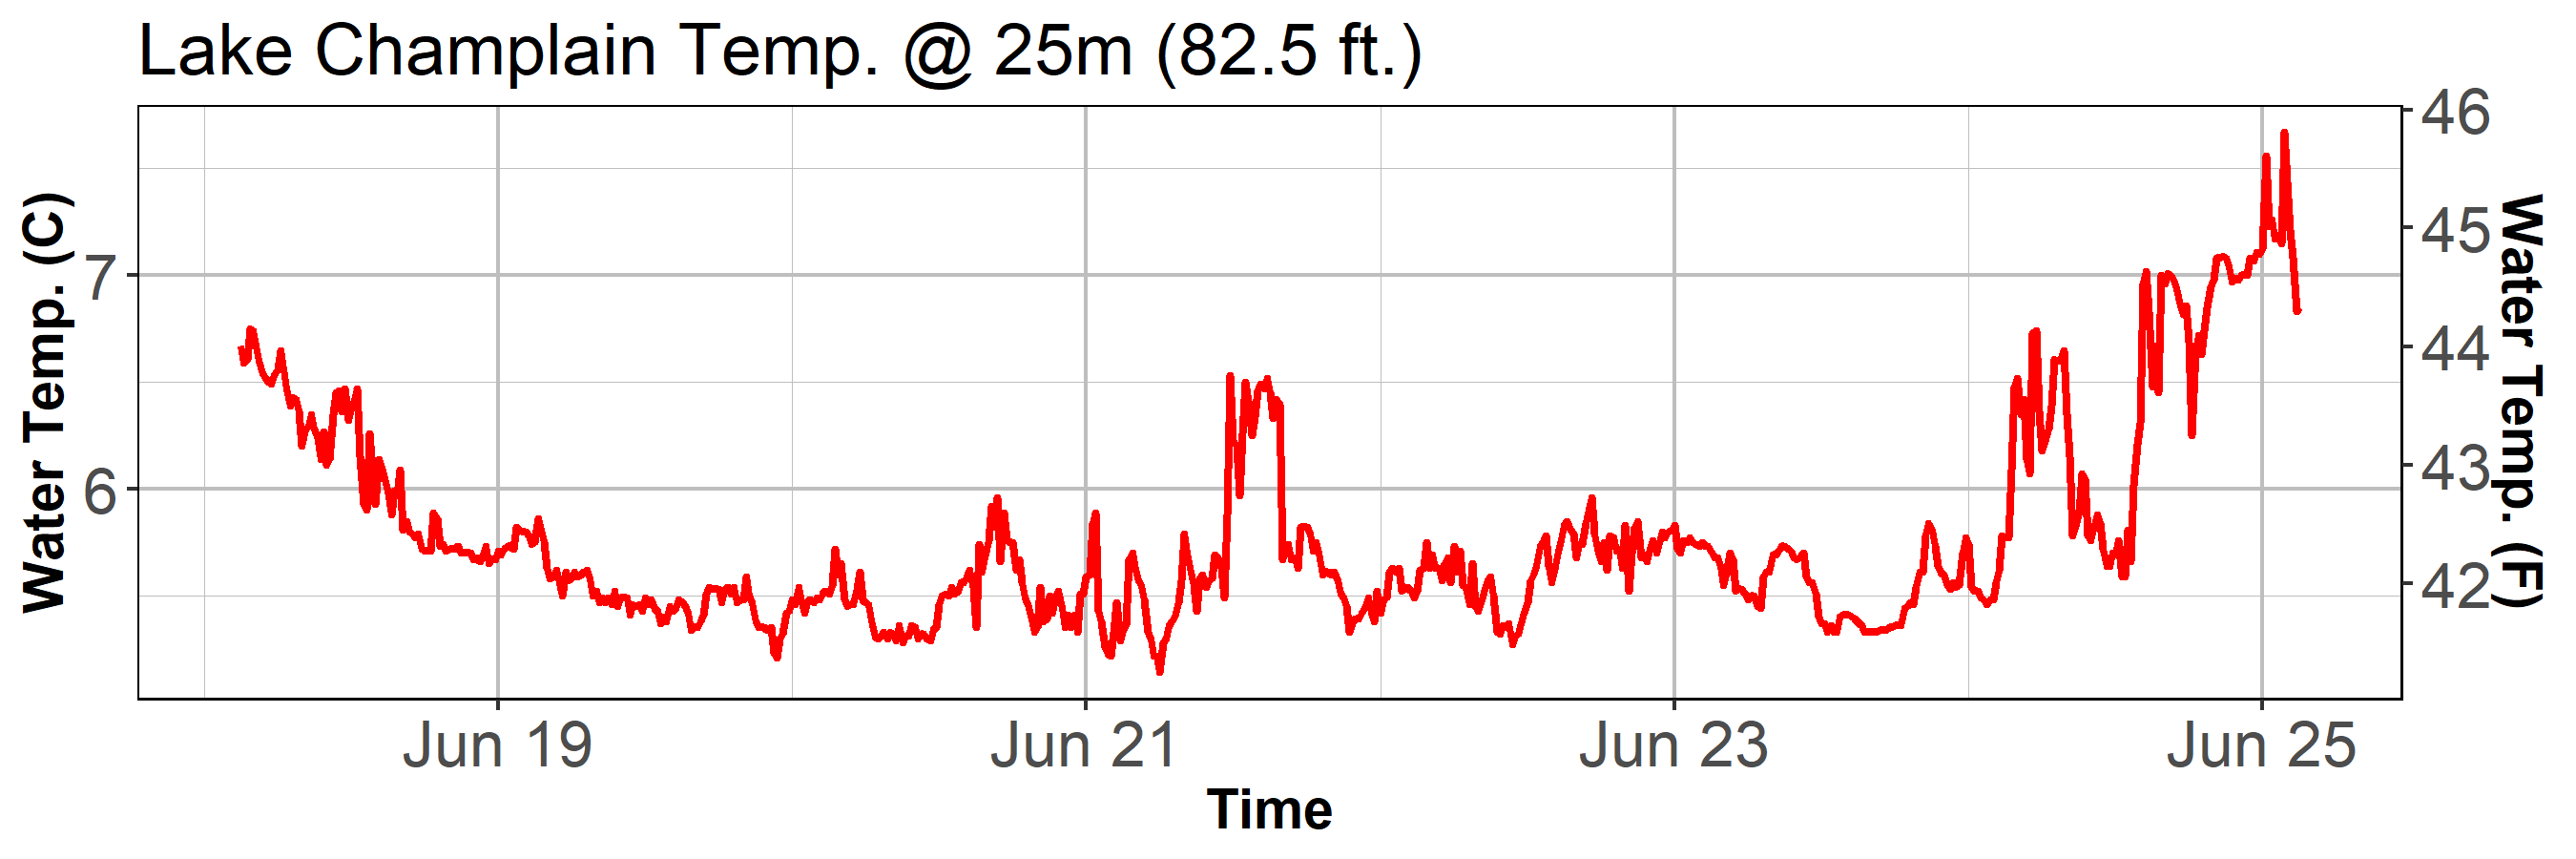 Lake Champlain Temp. @ 25m (82.5 ft.)
Water Temp. (C)
7
6
46
45
44
43
42
Water Temp. (F)
Jun 19 Jun 21 Jun 23 Jun 25
Time